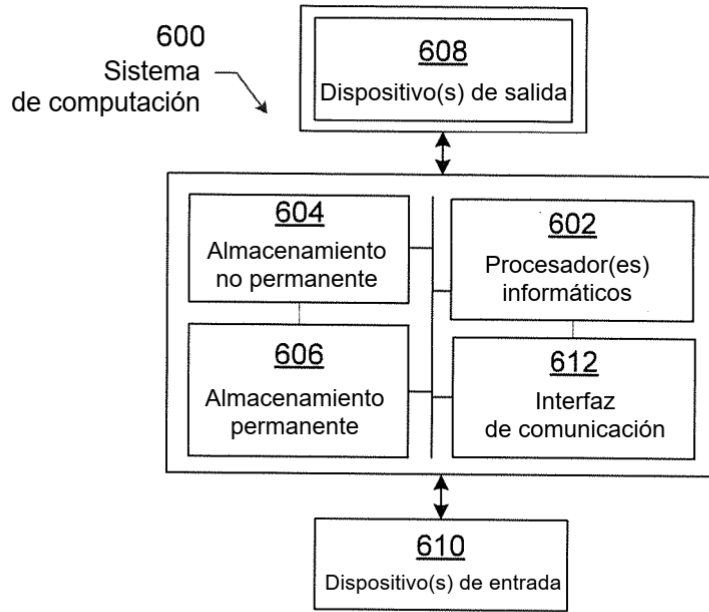 600
Sistema
de computación
608
Dispositivo(s) de salida
604
Almacenamiento
no permanente
602
Procesador(es)
informáticos
606
Almacenamiento
permanente
612
Interfaz
de comunicación
610
Dispositivo(s) de entrada